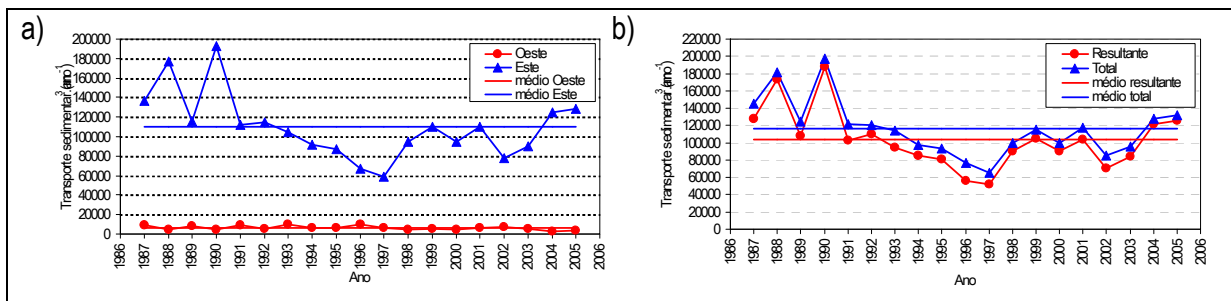 a)
Transporte sedimentar (m³ano⁻¹)
200000
180000
160000
140000
120000
100000
80000
60000
40000
20000
0
Oeste
Este
médio Oeste
médio Este
1986 1987 1988 1989 1990 1991 1992 1993 1994 1995 1996 1997 1998 1999 2000 2001 2002 2003 2004 2005 2006
Ano
b)
Transporte sedimentar (m³ano⁻¹)
220000
200000
180000
160000
140000
120000
100000
80000
60000
40000
20000
0
Resultante
Total
médio resultante
médio total
1986 1987 1988 1989 1990 1991 1992 1993 1994 1995 1996 1997 1998 1999 2000 2001 2002 2003 2004 2005 2006
Ano